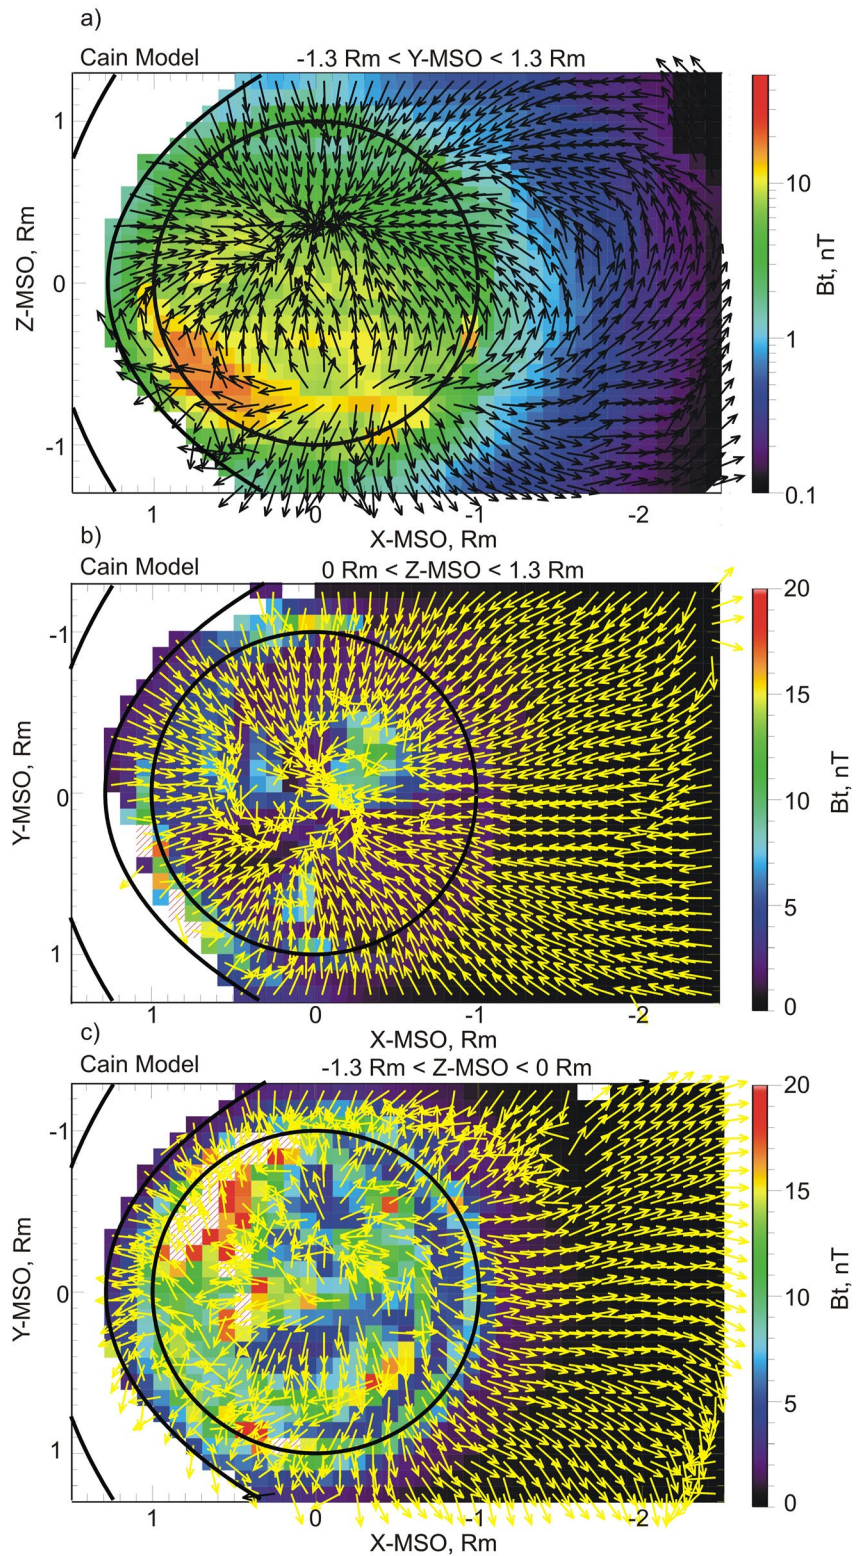 a)
Cain Model -1.3 Rm < Y-MSO < 1.3 Rm
1
0
-1
Z-MSO, Rm
1 0 -1 -2
X-MSO, Rm
10
1
0.1
Bt, nT
b)
Cain Model 0 Rm < Z-MSO < 1.3 Rm
-1
0
1
Y-MSO, Rm
1 0 -1 -2
X-MSO, Rm
20
15
10
5
0
Bt, nT
c)
Cain Model -1.3 Rm < Z-MSO < 0 Rm
-1
0
1
Y-MSO, Rm
1 0 -1 -2
X-MSO, Rm
20
15
10
5
0
Bt, nT